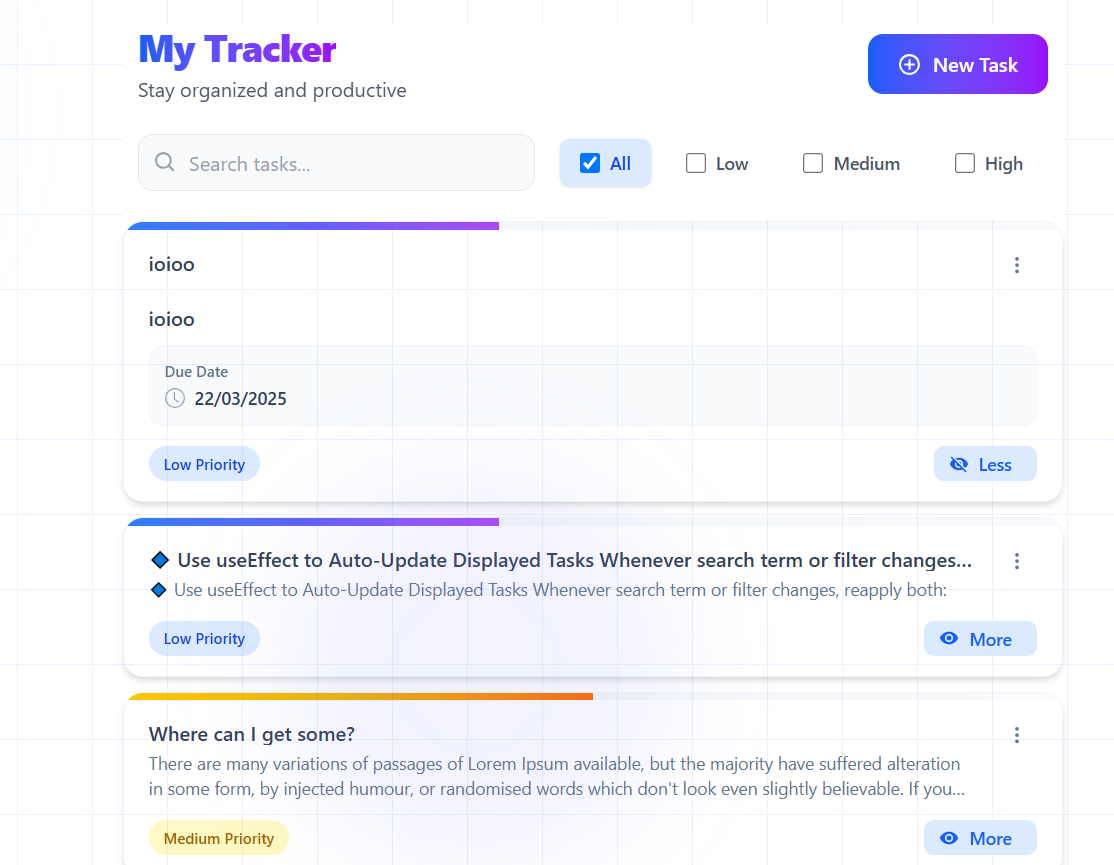 My Tracker
Stay organized and productive
New Task
Search tasks...
All
Low
Medium
High
ioioo
ioioo
Due Date
22/03/2025
Low Priority
Less
Use useEffect to Auto-Update Displayed Tasks Whenever search term or filter changes...
Use useEffect to Auto-Update Displayed Tasks Whenever search term or filter changes, reapply both:
Low Priority
More
Where can I get some?
There are many variations of passages of Lorem Ipsum available, but the majority have suffered alteration
in some form, by injected humour, or randomised words which don't look even slightly believable. If you...
Medium Priority
More